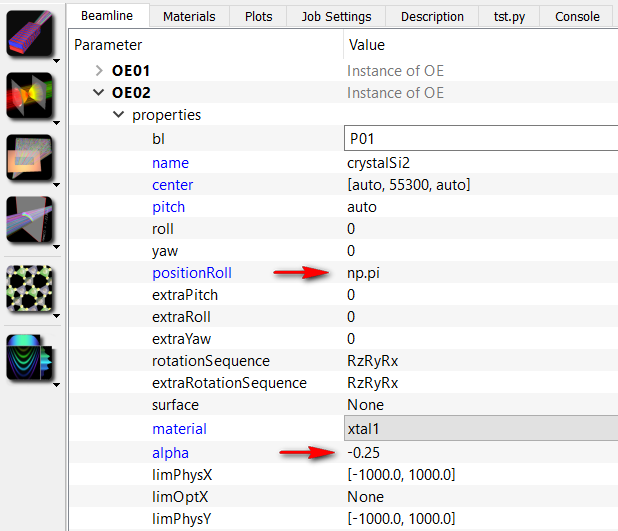 Beamline Materials Plots Job Settings Description tst.py Console
Parameter Value
OE01 Instance of OE
OE02 Instance of OE
properties
bl P01
name crystalSi2
center [auto, 55300, auto]
pitch auto
roll 0
yaw 0
positionRoll np.pi
extraPitch 0
extraRoll 0
extraYaw 0
rotationSequence RzRyRx
extraRotationSequence RzRyRx
surface None
material xtal1
alpha -0.25
limPhysX [-1000.0, 1000.0]
limOptX None
limPhysY [-1000.0, 1000.0]